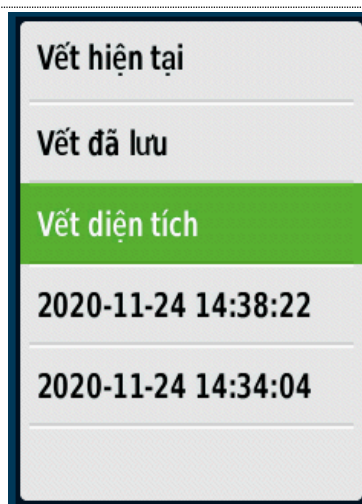 Vết hiện tại
Vết đã lưu
Vết diện tích
2020-11-24 14:38:22
2020-11-24 14:34:04